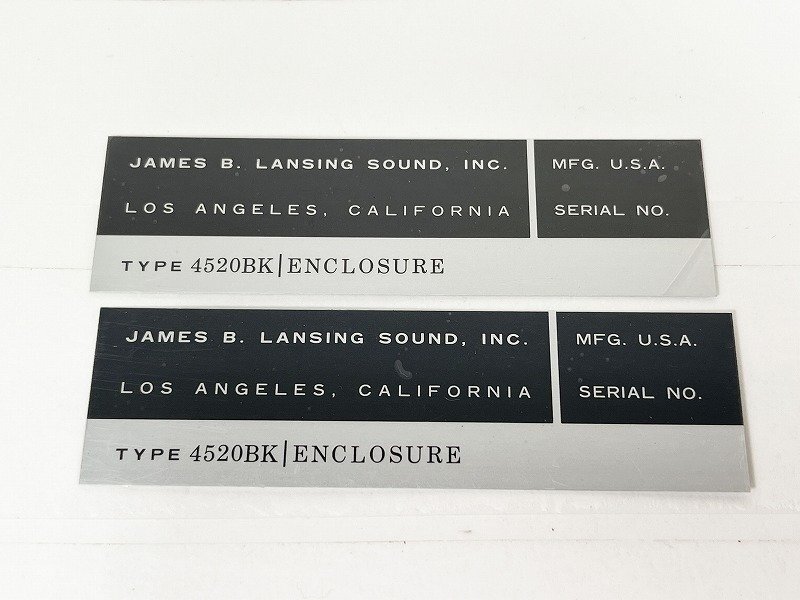 JAMES B. LANSING SOUND, INC. MFG. U.S.A.
LOS ANGELES, CALIFORNIA SERIAL NO.
TYPE 4520BK|ENCLOSURE
JAMES B. LANSING SOUND, INC. MFG. U.S.A.
LOS ANGELES, CALIFORNIA SERIAL NO.
TYPE 4520BK|ENCLOSURE